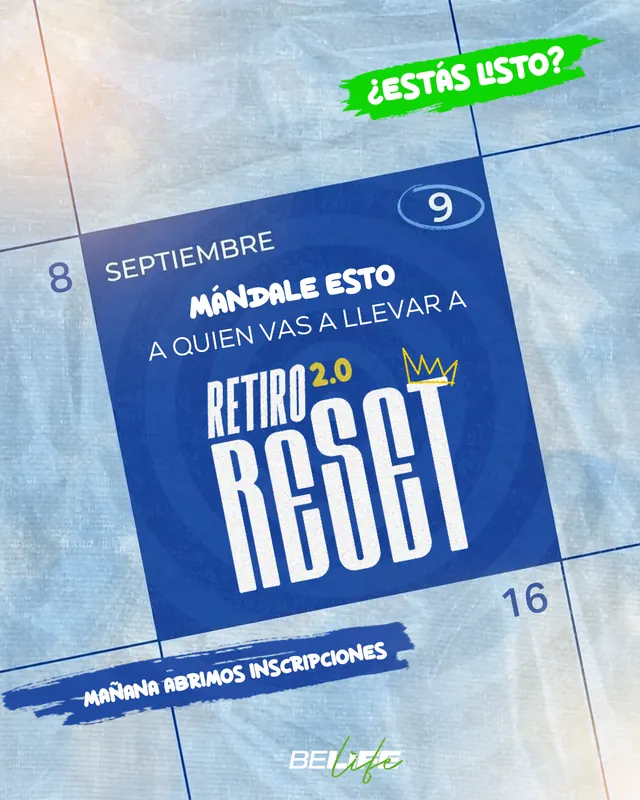 ¿ESTÁS LISTO?
9
8
SEPTIEMBRE
MÁNDALE ESTO
A QUIEN VAS A LLEVAR A
RETIRO 2.0
RESET
16
MAÑANA ABRIMOS INSCRIPCIONES
BELIFE
Life